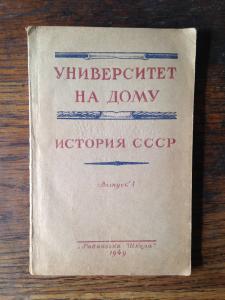 УНИВЕРСИТЕТ
НА ДОМУ
ИСТОРИЯ СССР
Выпуск 1
„Радянська Школа"
1949